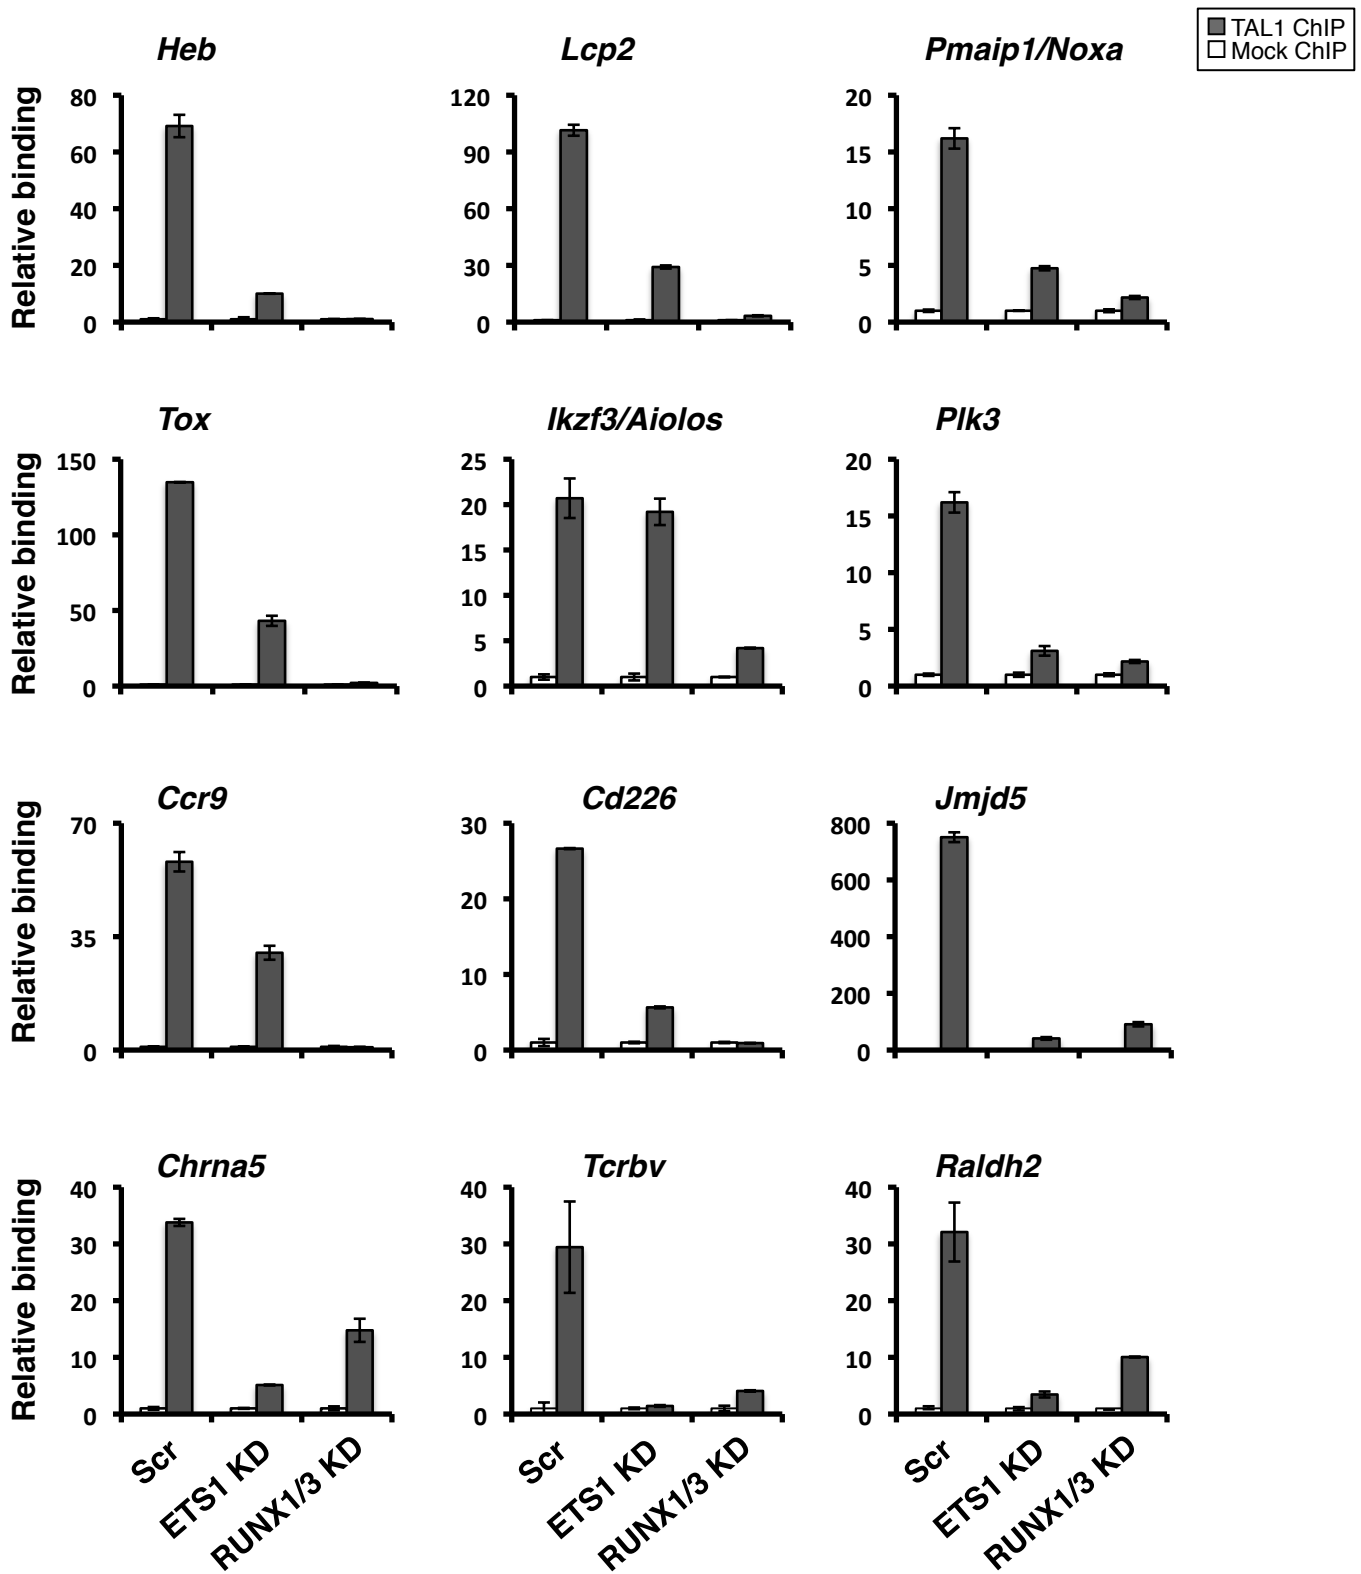 TAL1 ChIP
Mock ChIP
Heb
Lcp2
Pmaip1/Noxa
Relative binding
80
60
40
20
0
120
90
60
30
0
20
15
10
5
0
Tox
Ikzf3/Aiolos
Plk3
Relative binding
150
100
50
0
25
20
15
10
5
0
20
15
10
5
0
Ccr9
Cd226
Jmjd5
Relative binding
70
35
0
30
20
10
0
800
600
400
200
0
Chrna5
Tcrbv
Raldh2
Relative binding
40
30
20
10
0
40
30
20
10
0
40
30
20
10
0
Scr
ETS1 KD
RUNX1/3 KD
Scr
ETS1 KD
RUNX1/3 KD
Scr
ETS1 KD
RUNX1/3 KD